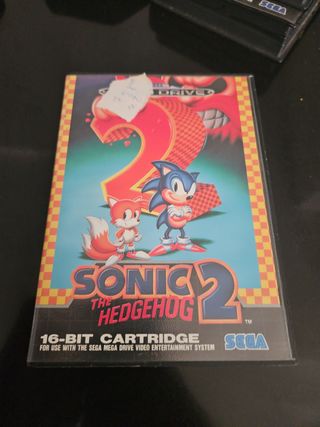 DRIVE
2
SONIC
THE
HEDGEHOG 2
16-BIT CARTRIDGE
FOR USE WITH THE SEGA MEGA DRIVE VIDEO ENTERTAINMENT SYSTEM
SEGA
SEGA